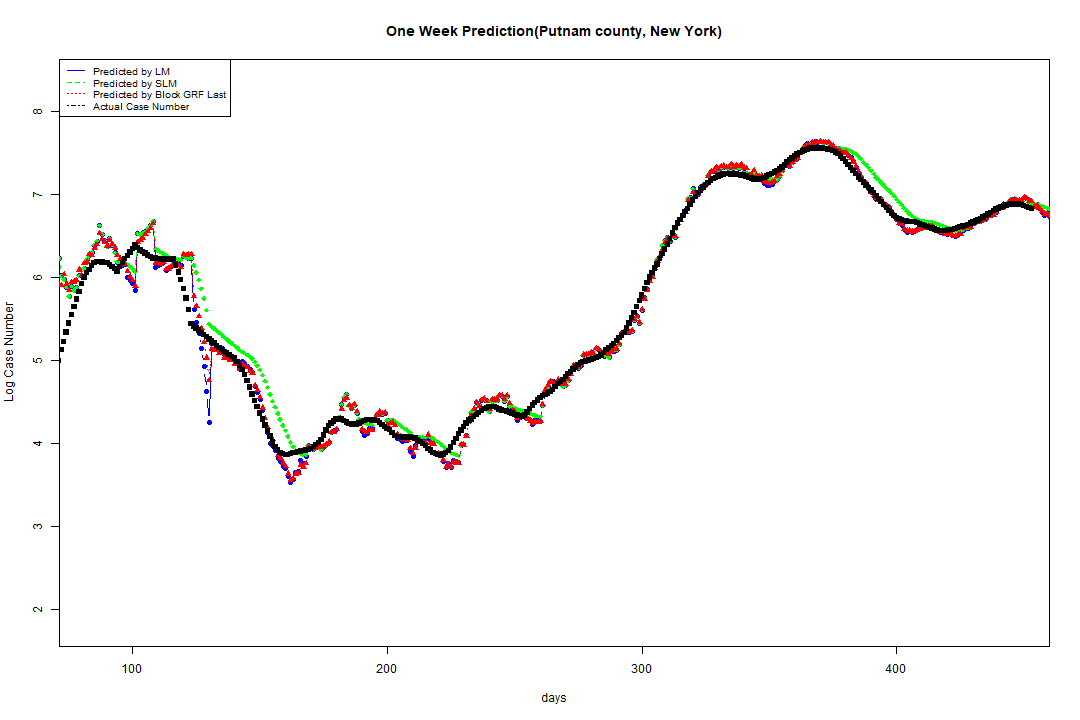 One Week Prediction(Putnam county, New York)
Predicted by LM
Predicted by SLM
Predicted by Block GRF Last
Actual Case Number
8
7
6
5
4
3
2
Log Case Number
100 200 300 400
days